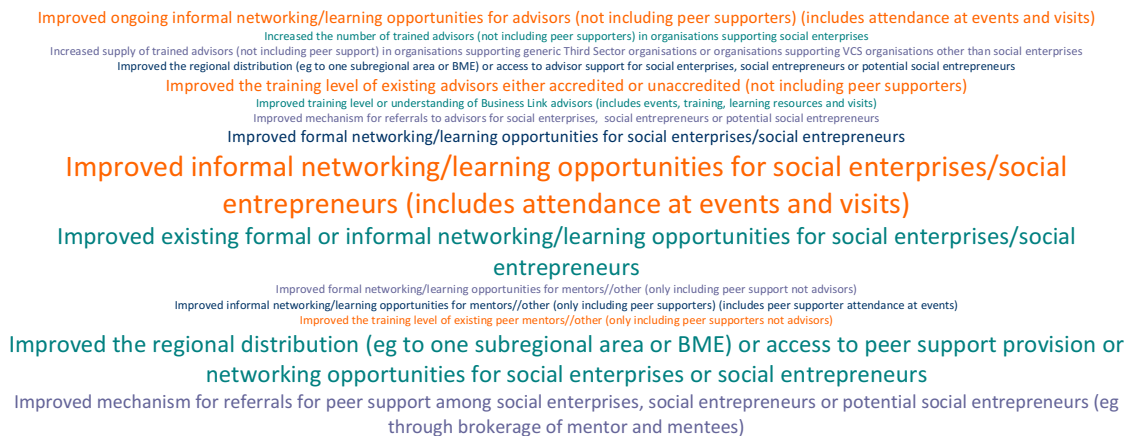 Improved ongoing informal networking/learning opportunities for advisors (not including peer supporters) (includes attendance at events and visits)
Increased the number of trained advisors (not including peer supporters) in organisations supporting social enterprises
Increased supply of trained advisors (not including peer support) in organisations supporting generic Third Sector organisations or organisations supporting VCS organisations other than social enterprises
Improved the regional distribution (eg to one subregional area or BME) or access to advisor support for social enterprises, social entrepreneurs or potential social entrepreneurs
Improved the training level of existing advisors either accredited or unaccredited (not including peer supporters)
Improved training level or understanding of Business Link advisors (includes events, training, learning resources and visits)
Improved mechanism for referrals to advisors for social enterprises, social entrepreneurs or potential social entrepreneurs
Improved formal networking/learning opportunities for social enterprises/social entrepreneurs
Improved informal networking/learning opportunities for social enterprises/social
entrepreneurs (includes attendance at events and visits)
Improved existing formal or informal networking/learning opportunities for social enterprises/social
entrepreneurs
Improved formal networking/learning opportunities for mentors//other (only including peer support not advisors)
Improved informal networking/learning opportunities for mentors//other (only including peer supporters) (includes peer supporter attendance at events)
Improved the training level of existing peer mentors//other (only including peer supporters not advisors)
Improved the regional distribution (eg to one subregional area or BME) or access to peer support provision or
networking opportunities for social enterprises or social entrepreneurs
Improved mechanism for referrals for peer support among social enterprises, social entrepreneurs or potential social entrepreneurs (eg
through brokerage of mentor and mentees)